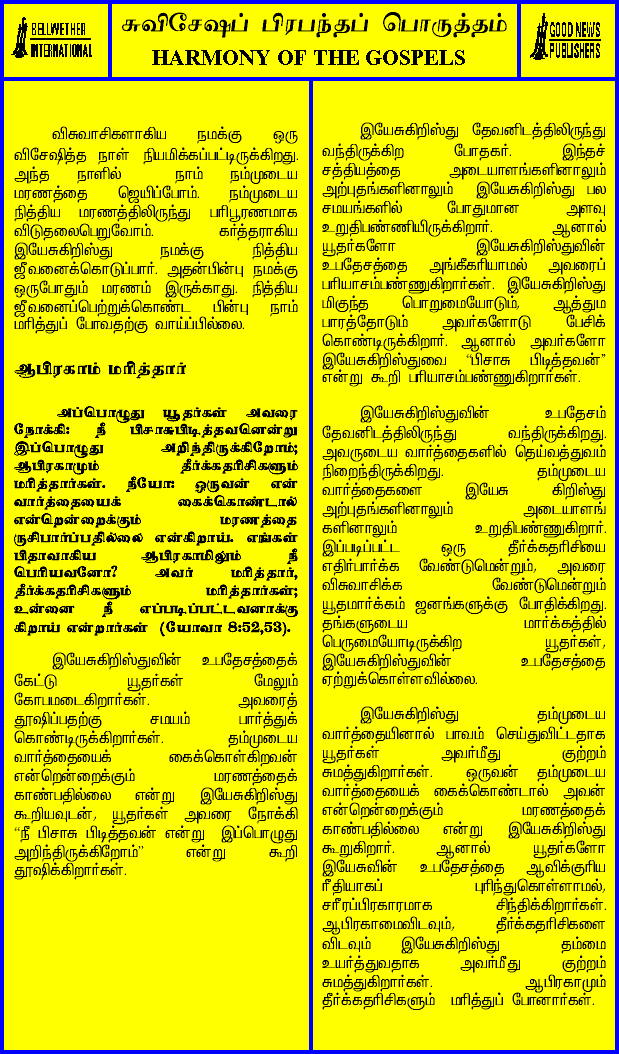 BELLWETHER
INTERNATIONAL
சுவிசேஷப் பிரபந்தப் பொருத்தம்
HARMONY OF THE GOSPELS
GOOD NEWS
PUBLISHERS
விசுவாசிகளாகிய நமக்கு ஒரு
விசேஷித்த நாள் நியமிக்கப்பட்டிருக்கிறது.
அந்த நாளில் நாம் நம்முடைய
மரணத்தை ஜெயிப்போம். நம்முடைய
நித்திய மரணத்திலிருந்து பரிபூரணமாக
விடுதலைபெறுவோம். கர்த்தராகிய
இயேசுகிறிஸ்து நமக்கு நித்திய
ஜீவனைக்கொடுப்பார். அதன்பின்பு நமக்கு
ஒருபோதும் மரணம் இருக்காது. நித்திய
ஜீவனைப்பெற்றுக்கொண்ட பின்பு நாம்
மரித்துப் போவதற்கு வாய்ப்பில்லை.
ஆபிரகாம் மரித்தார்
அப்பொழுது யூதர்கள் அவரை
நோக்கி: நீ பிசாசுபிடித்தவனென்று
இப்பொழுது அறிந்திருக்கிறோம்;
ஆபிரகாமும் தீர்க்கதரிசிகளும்
மரித்தார்கள். நீயோ: ஒருவன் என்
வார்த்தையைக் கைக்கொண்டால்
என்றென்றைக்கும் மரணத்தை
ருசிபார்ப்பதில்லை என்கிறாய். எங்கள்
பிதாவாகிய ஆபிரகாமிலும் நீ
பெரியவனோ? அவர் மரித்தார்,
தீர்க்கதரிசிகளும் மரித்தார்கள்;
உன்னை நீ எப்படிப்பட்டவனாக்கு
கிறாய் என்றார்கள் (யோவா 8:52,53).
இயேசுகிறிஸ்துவின் உபதேசத்தைக்
கேட்டு யூதர்கள் மேலும்
கோபமடைகிறார்கள். அவரைத்
தூஷிப்பதற்கு சமயம் பார்த்துக்
கொண்டிருக்கிறார்கள். தம்முடைய
வார்த்தையைக் கைக்கொள்கிறவன்
என்றென்றைக்கும் மரணத்தைக்
காண்பதில்லை என்று இயேசுகிறிஸ்து
கூறியவுடன், யூதர்கள் அவரை நோக்கி
“நீ பிசாசு பிடித்தவன் என்று இப்பொழுது
அறிந்திருக்கிறோம்” என்று கூறி
தூஷிக்கிறார்கள்.
இயேசுகிறிஸ்து தேவனிடத்திலிருந்து
வந்திருக்கிற போதகர். இந்தச்
சத்தியத்தை அடையாளங்களினாலும்
அற்புதங்களினாலும் இயேசுகிறிஸ்து பல
சமயங்களில் போதுமான அளவு
உறுதிபண்ணியிருக்கிறார். ஆனால்
யூதர்களோ இயேசுகிறிஸ்துவின்
உபதேசத்தை அங்கீகரியாமல் அவரைப்
பரியாசம்பண்ணுகிறார்கள். இயேசுகிறிஸ்து
மிகுந்த பொறுமையோடும், ஆத்தும
பாரத்தோடும் அவர்களோடு பேசிக்
கொண்டிருக்கிறார். ஆனால் அவர்களோ
இயேசுகிறிஸ்துவை “பிசாசு பிடித்தவன்”
என்று கூறி பரியாசம்பண்ணுகிறார்கள்.
இயேசுகிறிஸ்துவின் உபதேசம்
தேவனிடத்திலிருந்து வந்திருக்கிறது.
அவருடைய வார்த்தைகளில் தெய்வத்துவம்
நிறைந்திருக்கிறது. தம்முடைய
வார்த்தைகளை இயேசு கிறிஸ்து
அற்புதங்களினாலும் அடையாளங்
களினாலும் உறுதிபண்ணுகிறார்.
இப்படிப்பட்ட ஒரு தீர்க்கதரிசியை
எதிர்பார்க்க வேண்டுமென்றும், அவரை
விசுவாசிக்க வேண்டுமென்றும்
யூதமார்க்கம் ஜனங்களுக்கு போதிக்கிறது.
தங்களுடைய மார்க்கத்தில்
பெருமையோடிருக்கிற யூதர்கள்,
இயேசுகிறிஸ்துவின் உபதேசத்தை
ஏற்றுக்கொள்ளவில்லை.
இயேசுகிறிஸ்து தம்முடைய
வார்த்தையினால் பாவம் செய்துவிட்டதாக
யூதர்கள் அவர்மீது குற்றம்
சுமத்துகிறார்கள். ஒருவன் தம்முடைய
வார்த்தையைக் கைக்கொண்டால் அவன்
என்றென்றைக்கும் மரணத்தைக்
காண்பதில்லை என்று இயேசுகிறிஸ்து
கூறுகிறார். ஆனால் யூதர்களோ
இயேசுவின் உபதேசத்தை ஆவிக்குரிய
ரீதியாகப் புரிந்துகொள்ளாமல்,
சரீரப்பிரகாரமாக சிந்திக்கிறார்கள்.
ஆபிரகாமைவிடவும், தீர்க்கதரிசிகளை
விடவும் இயேசுகிறிஸ்து தம்மை
உயர்த்துவதாக அவர்மீது குற்றம்
சுமத்துகிறார்கள். ஆபிரகாமும்
தீர்க்கதரிசிகளும் மரித்துப் போனார்கள்.